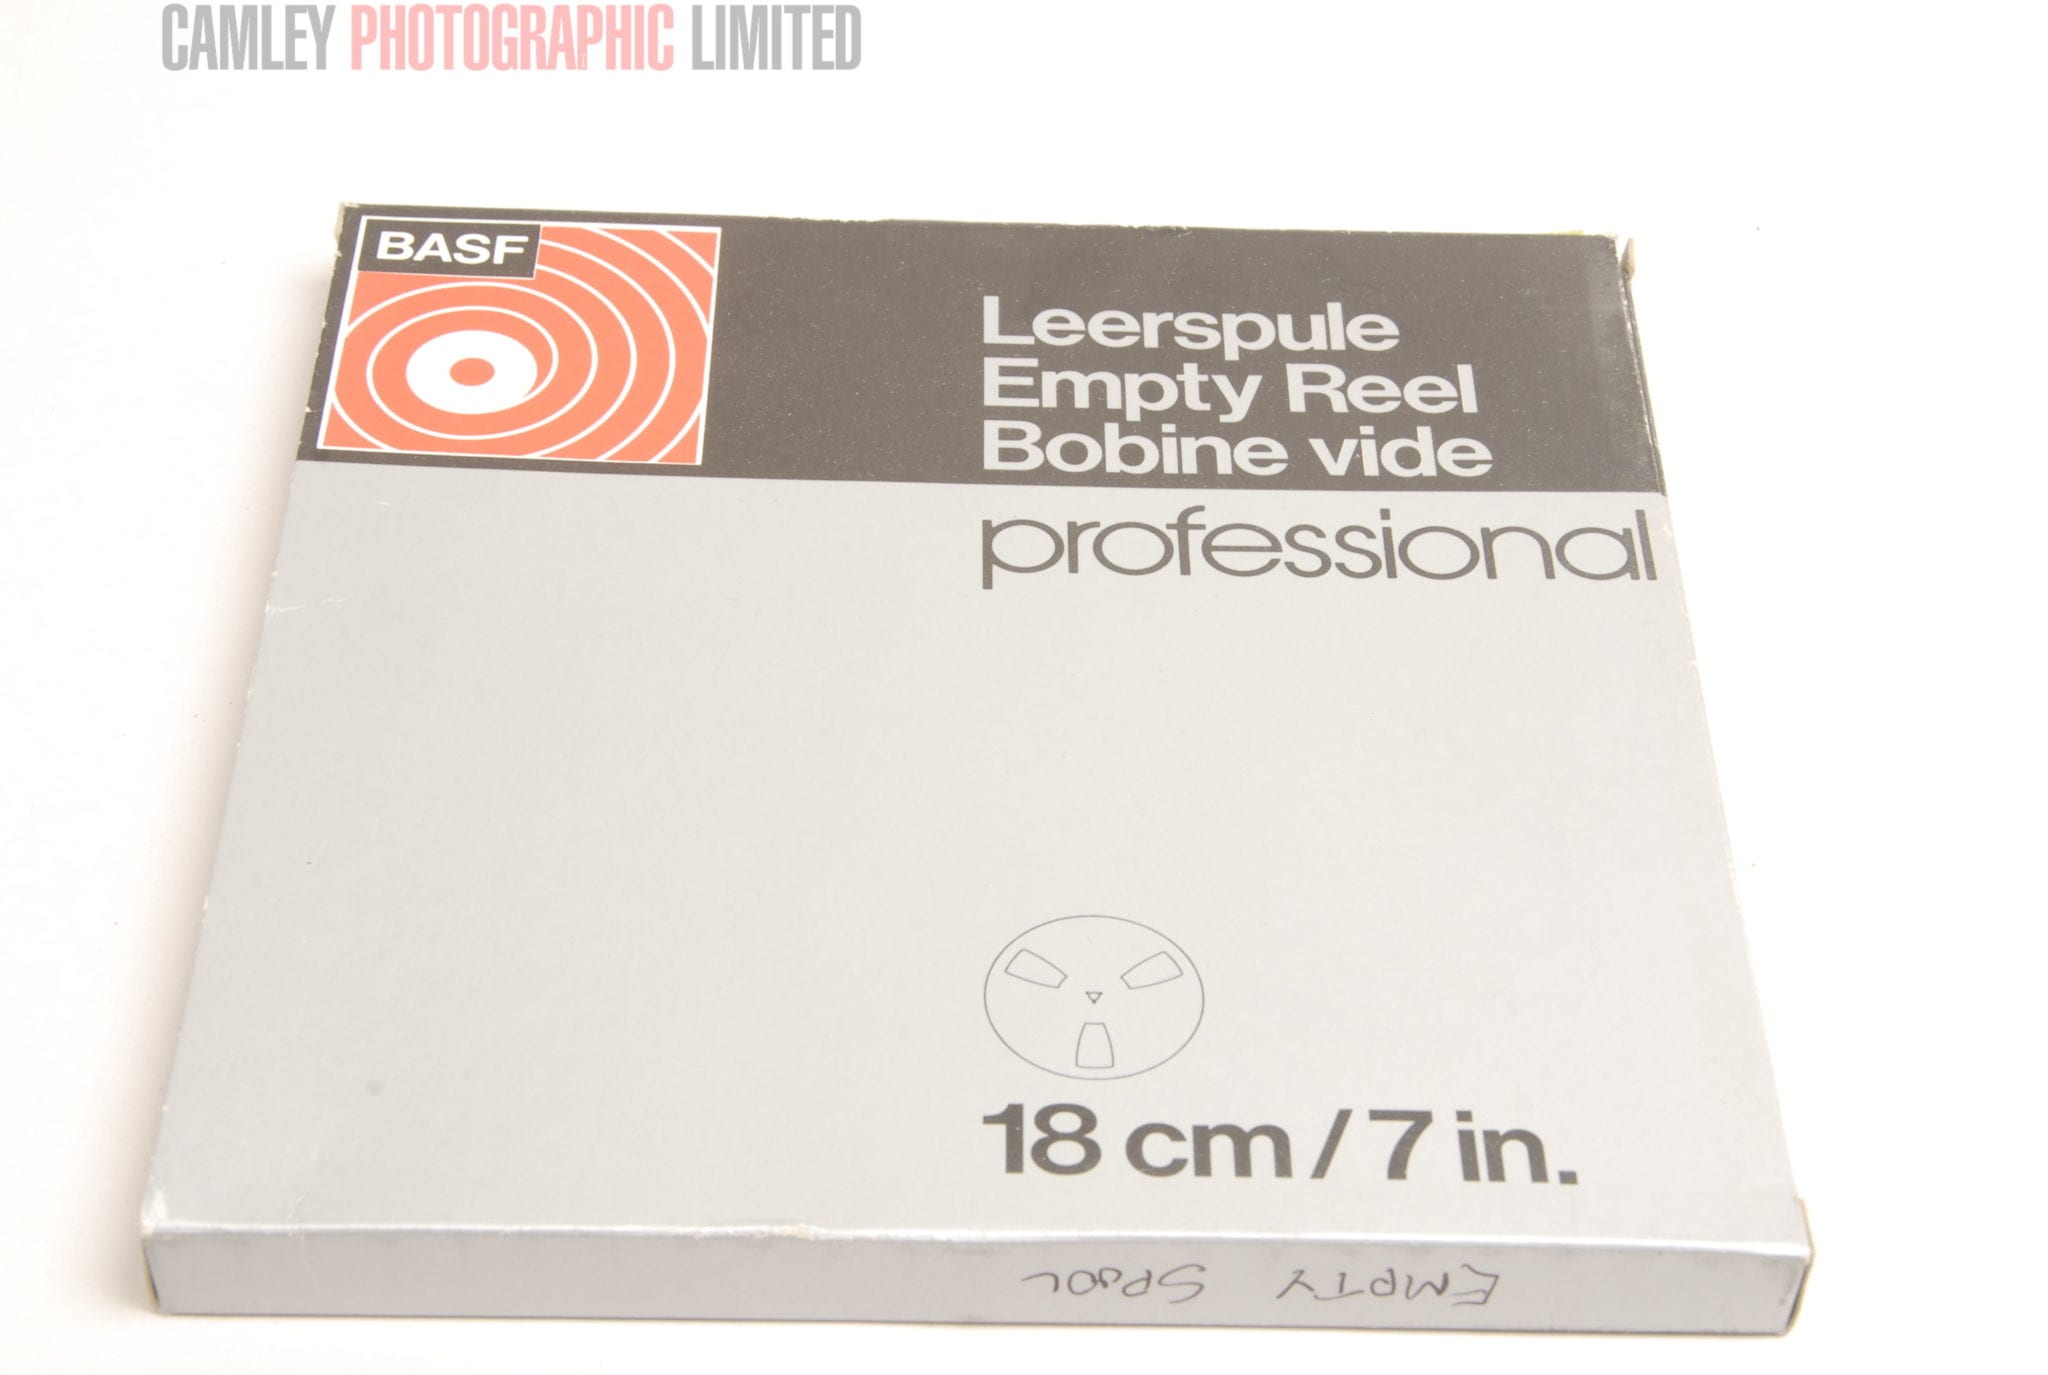 CAMLEY PHOTOGRAPHIC LIMITED
BASF
Leerspule
Empty Reel
Bobine vide
professional
18 cm / 7 in.
EMPTY SPOOL